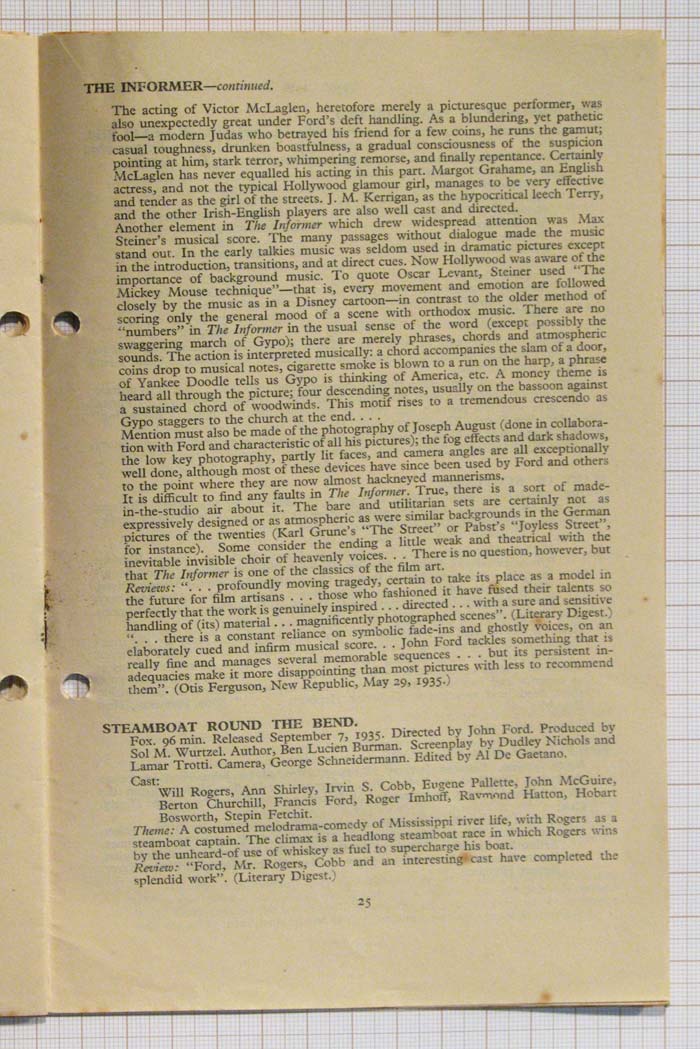 THE INFORMER—continued.
The acting of Victor McLaglen, heretofore merely a picturesque performer, was
also unexpectedly great under Ford's deft handling. As a blundering, yet pathetic
fool—a modern Judas who betrayed his friend for a few coins, he runs the gamut;
casual toughness, drunken boastfulness, a gradual consciousness of the suspicion
pointing at him, stark terror, whimpering remorse, and finally repentance. Certainly
McLaglen has never equalled his acting in this part. Margot Grahame, an English
actress, and not the typical Hollywood glamour girl, manages to be very effective
and tender as the girl of the streets. J. M. Kerrigan, as the hypocritical leech Terry,
and the other Irish-English players are also well cast and directed.
Another element in The Informer which drew widespread attention was Max
Steiner's musical score. The many passages without dialogue made the music
stand out. In the early talkies music was seldom used in dramatic pictures except
in the introduction, transitions, and at direct cues. Now Hollywood was aware of the
importance of background music. To quote Oscar Levant, Steiner used "The
Mickey Mouse technique"—that is, every movement and emotion are followed
closely by the music as in a Disney cartoon—in contrast to the older method of
scoring only the general mood of a scene with orthodox music. There are no
"numbers" in The Informer in the usual sense of the word (except possibly the
swaggering march of Gypo); there are merely phrases, chords and atmospheric
sounds. The action is interpreted musically: a chord accompanies the slam of a door,
coins drop to musical notes, cigarette smoke is blown to a run on the harp, a phrase
of Yankee Doodle tells us Gypo is thinking of America, etc. A money theme is
heard all through the picture; four descending notes, usually on the bassoon against
a sustained chord of woodwinds. This motif rises to a tremendous crescendo as
Gypo staggers to the church at the end. . . .
Mention must also be made of the photography of Joseph August (done in collabora-
tion with Ford and characteristic of all his pictures); the fog effects and dark shadows,
the low key photography, partly lit faces, and camera angles are all exceptionally
well done, although most of these devices have since been used by Ford and others
to the point where they are now almost hackneyed mannerisms.
It is difficult to find any faults in The Informer. True, there is a sort of made-
in-the-studio air about it. The bare and utilitarian sets are certainly not as
expressively designed or as atmospheric as were similar backgrounds in the German
pictures of the twenties (Karl Grune's "The Street" or Pabst's "Joyless Street",
for instance). Some consider the ending a little weak and theatrical with the
inevitable invisible choir of heavenly voices. . . There is no question, however, but
that The Informer is one of the classics of the film art.
Reviews: ". . . profoundly moving tragedy, certain to take its place as a model in
the future for film artisans . . . those who fashioned it have fused their talents so
perfectly that the work is genuinely inspired . . . directed . . . with a sure and sensitive
handling of (its) material . . . magnificently photographed scenes". (Literary Digest.)
". . . there is a constant reliance on symbolic fade-ins and ghostly voices, on an
elaborately cued and infirm musical score. . . John Ford tackles something that is
really fine and manages several memorable sequences . . . but its persistent in-
adequacies make it more disappointing than most pictures with less to recommend
them". (Otis Ferguson, New Republic, May 29, 1935.)
STEAMBOAT ROUND THE BEND.
Fox. 96 min. Released September 7, 1935. Directed by John Ford. Produced by
Sol M. Wurtzel. Author, Ben Lucien Burman. Screenplay by Dudley Nichols and
Lamar Trotti. Camera, George Schneidermann. Edited by Al De Gaetano.
Cast:
Will Rogers, Ann Shirley, Irvin S. Cobb, Eugene Pallette, John McGuire,
Berton Churchill, Francis Ford, Roger Imhoff, Raymond Hatton, Hobart
Bosworth, Stepin Fetchit.
Theme: A costumed melodrama-comedy of Mississippi river life, with Rogers as a
steamboat captain. The climax is a headlong steamboat race in which Rogers wins
by the unheard-of use of whiskey as fuel to supercharge his boat.
Review: "Ford, Mr. Rogers, Cobb and an interesting cast have completed the
splendid work". (Literary Digest.)
25